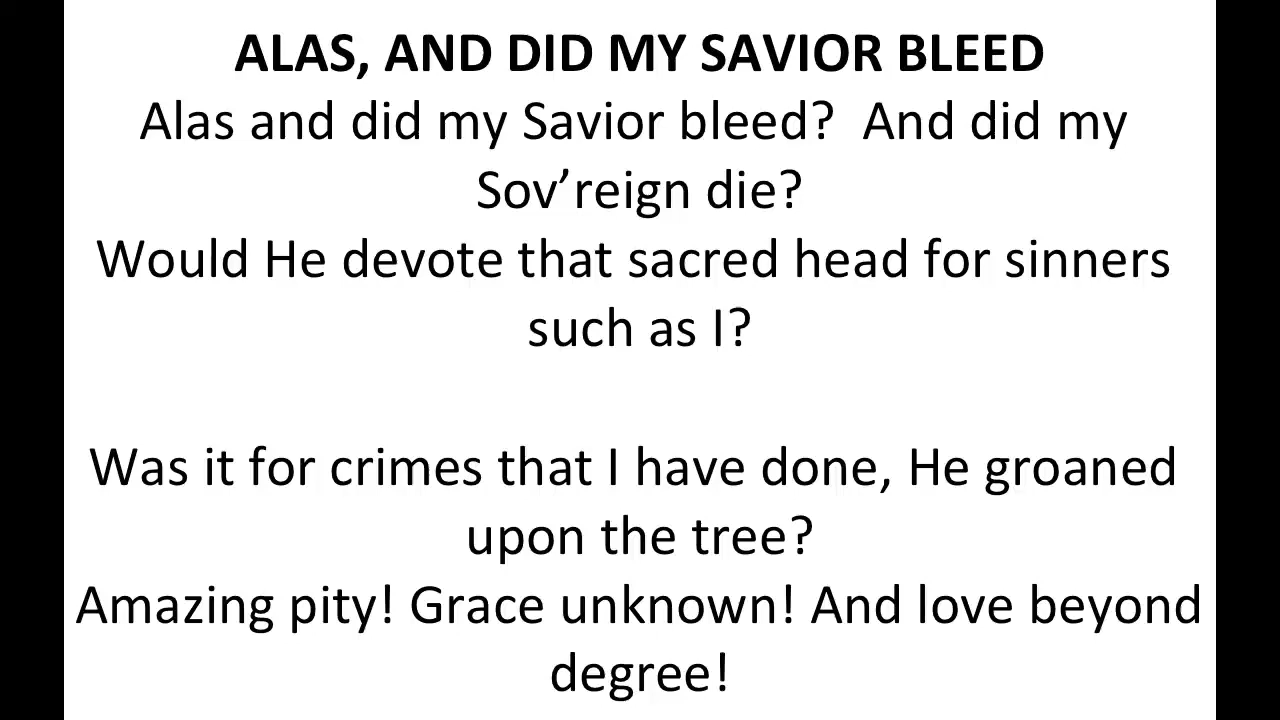 ALAS, AND DID MY SAVIOR BLEED
Alas and did my Savior bleed?  And did my
Sov’reign die?
Would He devote that sacred head for sinners
such as I?
Was it for crimes that I have done, He groaned
upon the tree?
Amazing pity! Grace unknown! And love beyond
degree!